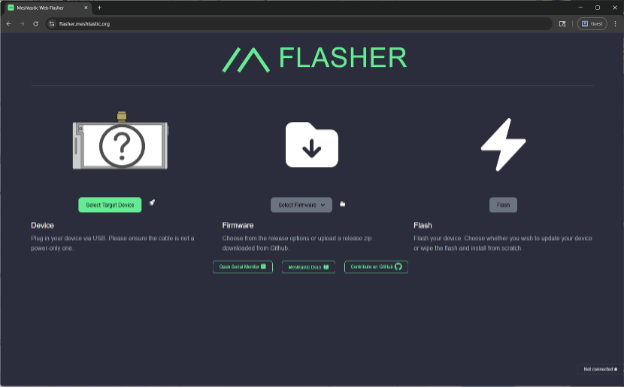 Meshtastic Web Flasher
flasher.meshtastic.org
Guest
FLASHER
Select Target Device
Select Firmware
Flash
Device
Plug in your device via USB. Please ensure the cable is not a
power-only one.
Firmware
Choose from the release options or upload a release zip
downloaded from Github.
Flash
Flash your device. Choose whether you wish to update your device
or wipe the flash and install from scratch.
Open Serial Monitor
Meshtastic Docs
Contribute on GitHub
Not connected